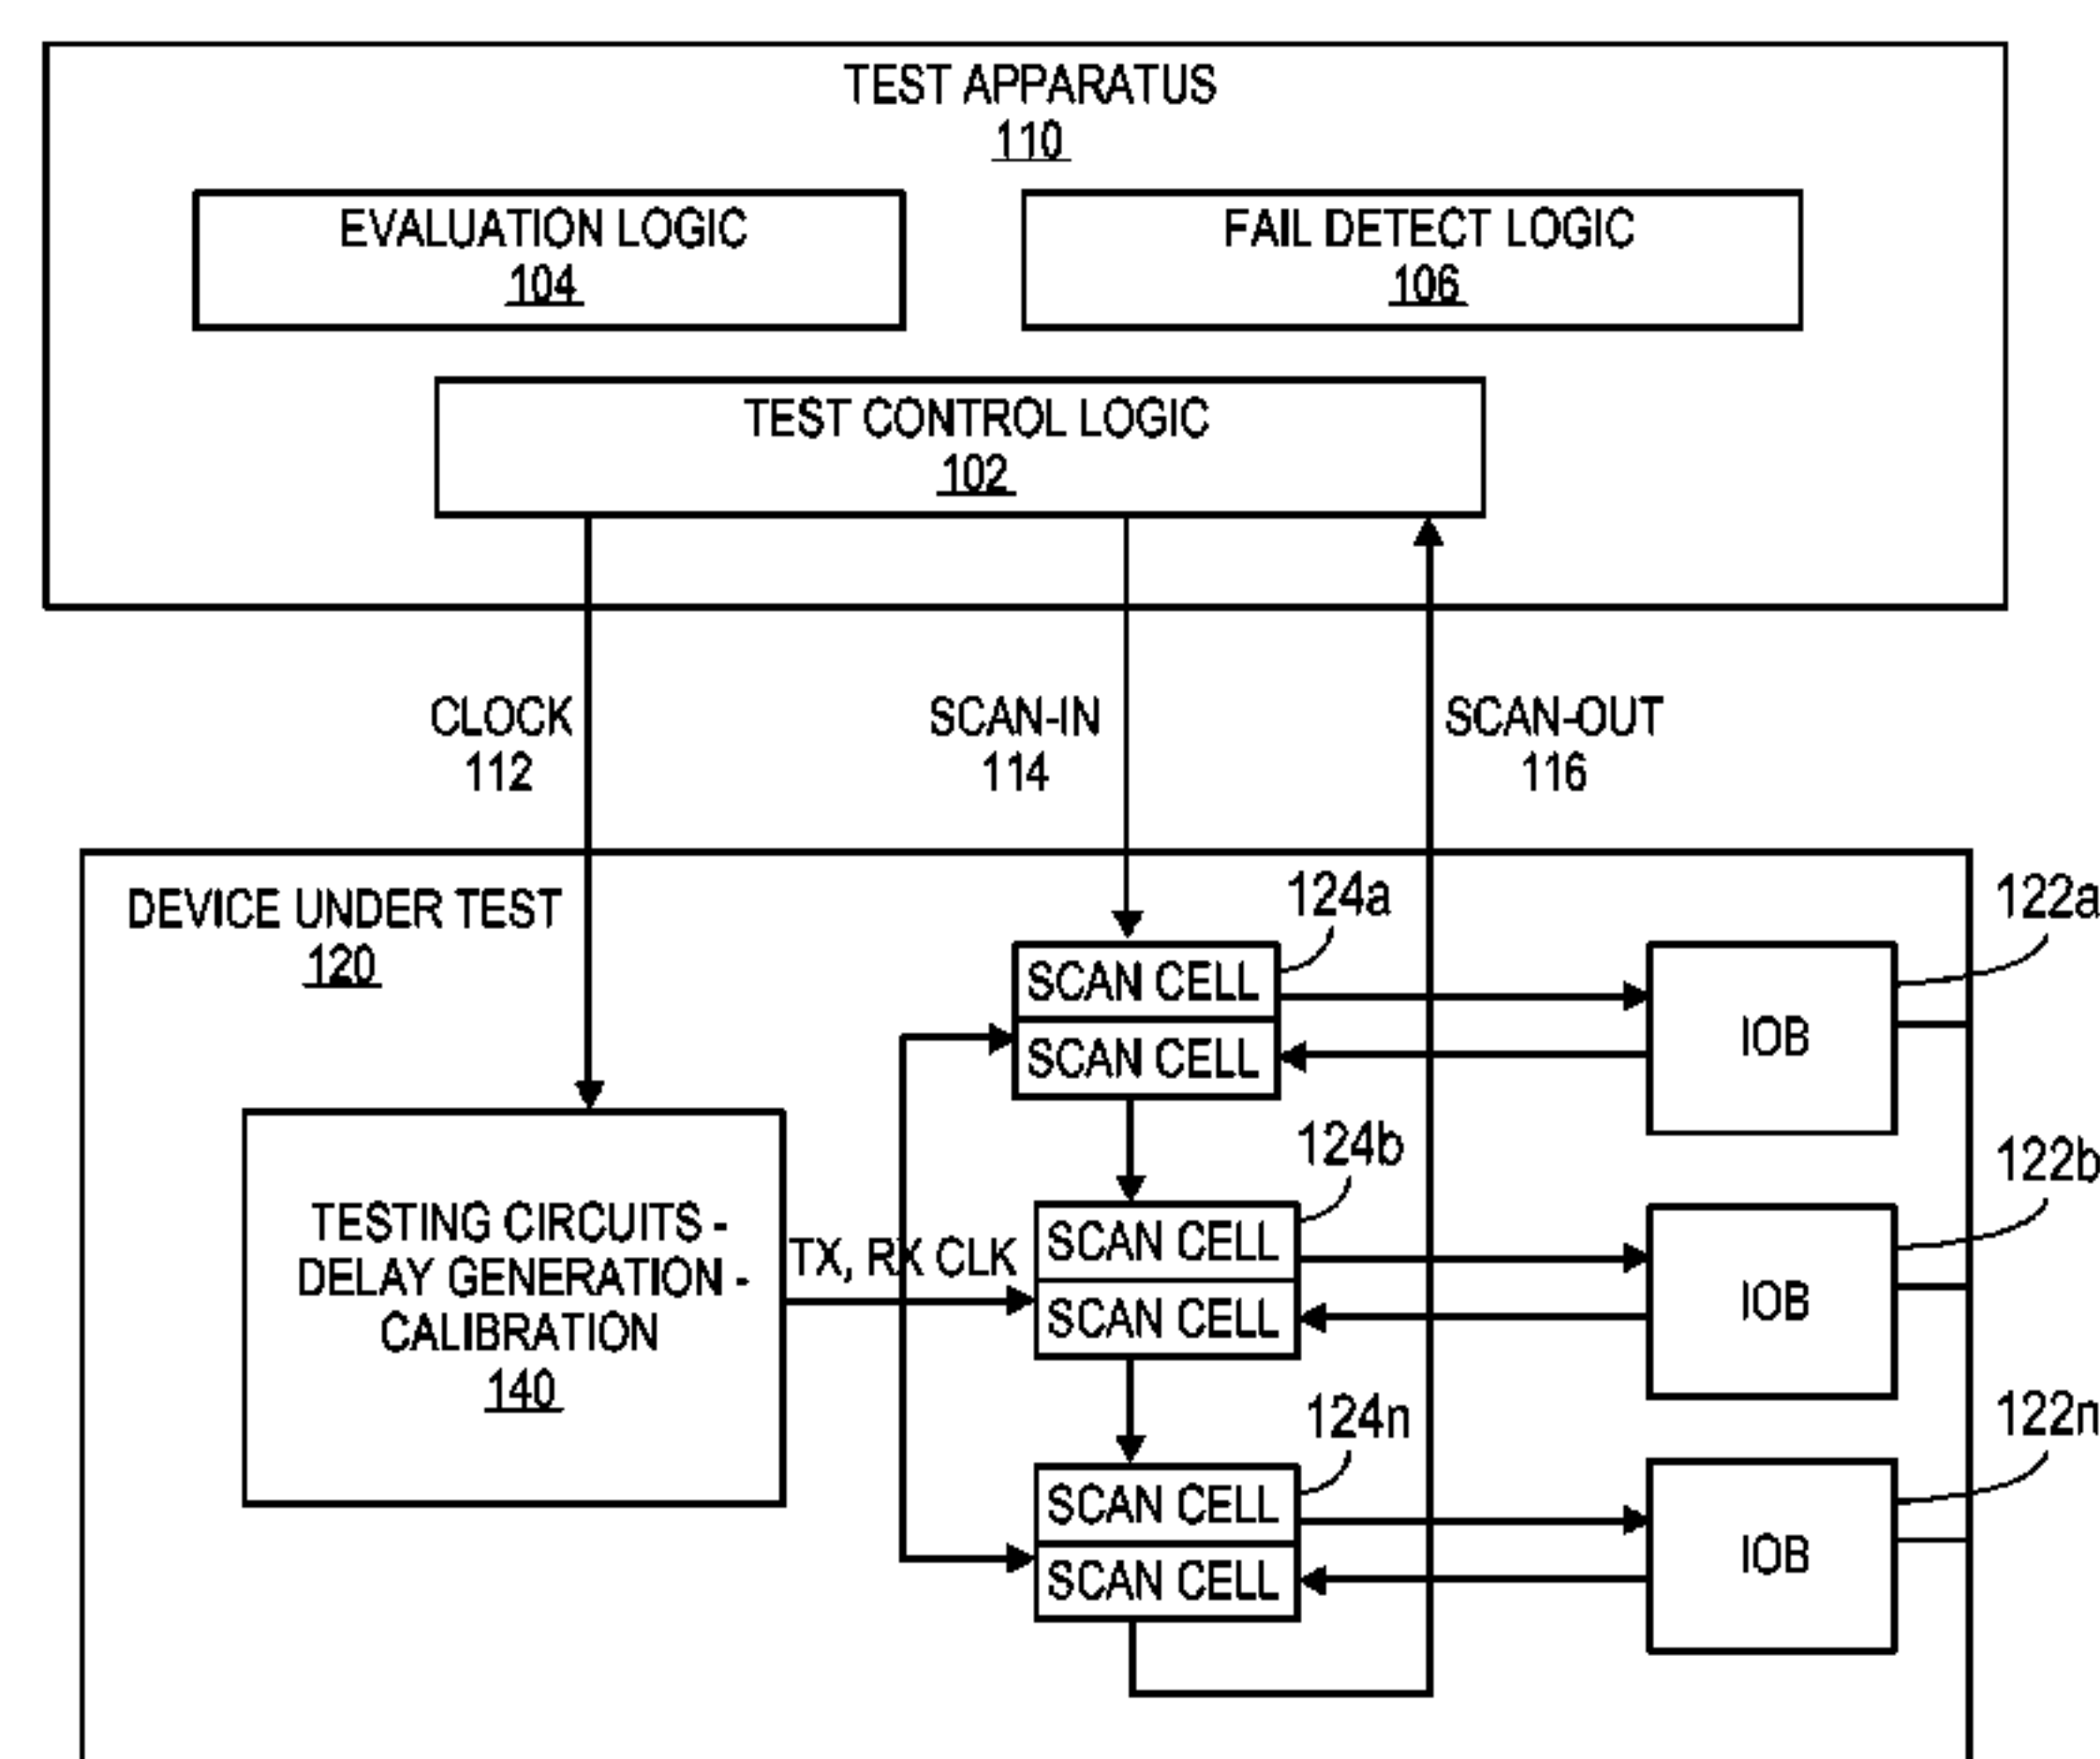 TEST APPARATUS
110
EVALUATION LOGIC
104
FAIL DETECT LOGIC
106
TEST CONTROL LOGIC
102
CLOCK
112
SCAN-IN
114
SCAN-OUT
116
DEVICE UNDER TEST
120
124a
122a
SCAN CELL
SCAN CELL
IOB
124b
122b
TESTING CIRCUITS -
DELAY GENERATION -
CALIBRATION
140
TX, RX CLK
SCAN CELL
SCAN CELL
IOB
124n
122n
SCAN CELL
SCAN CELL
IOB